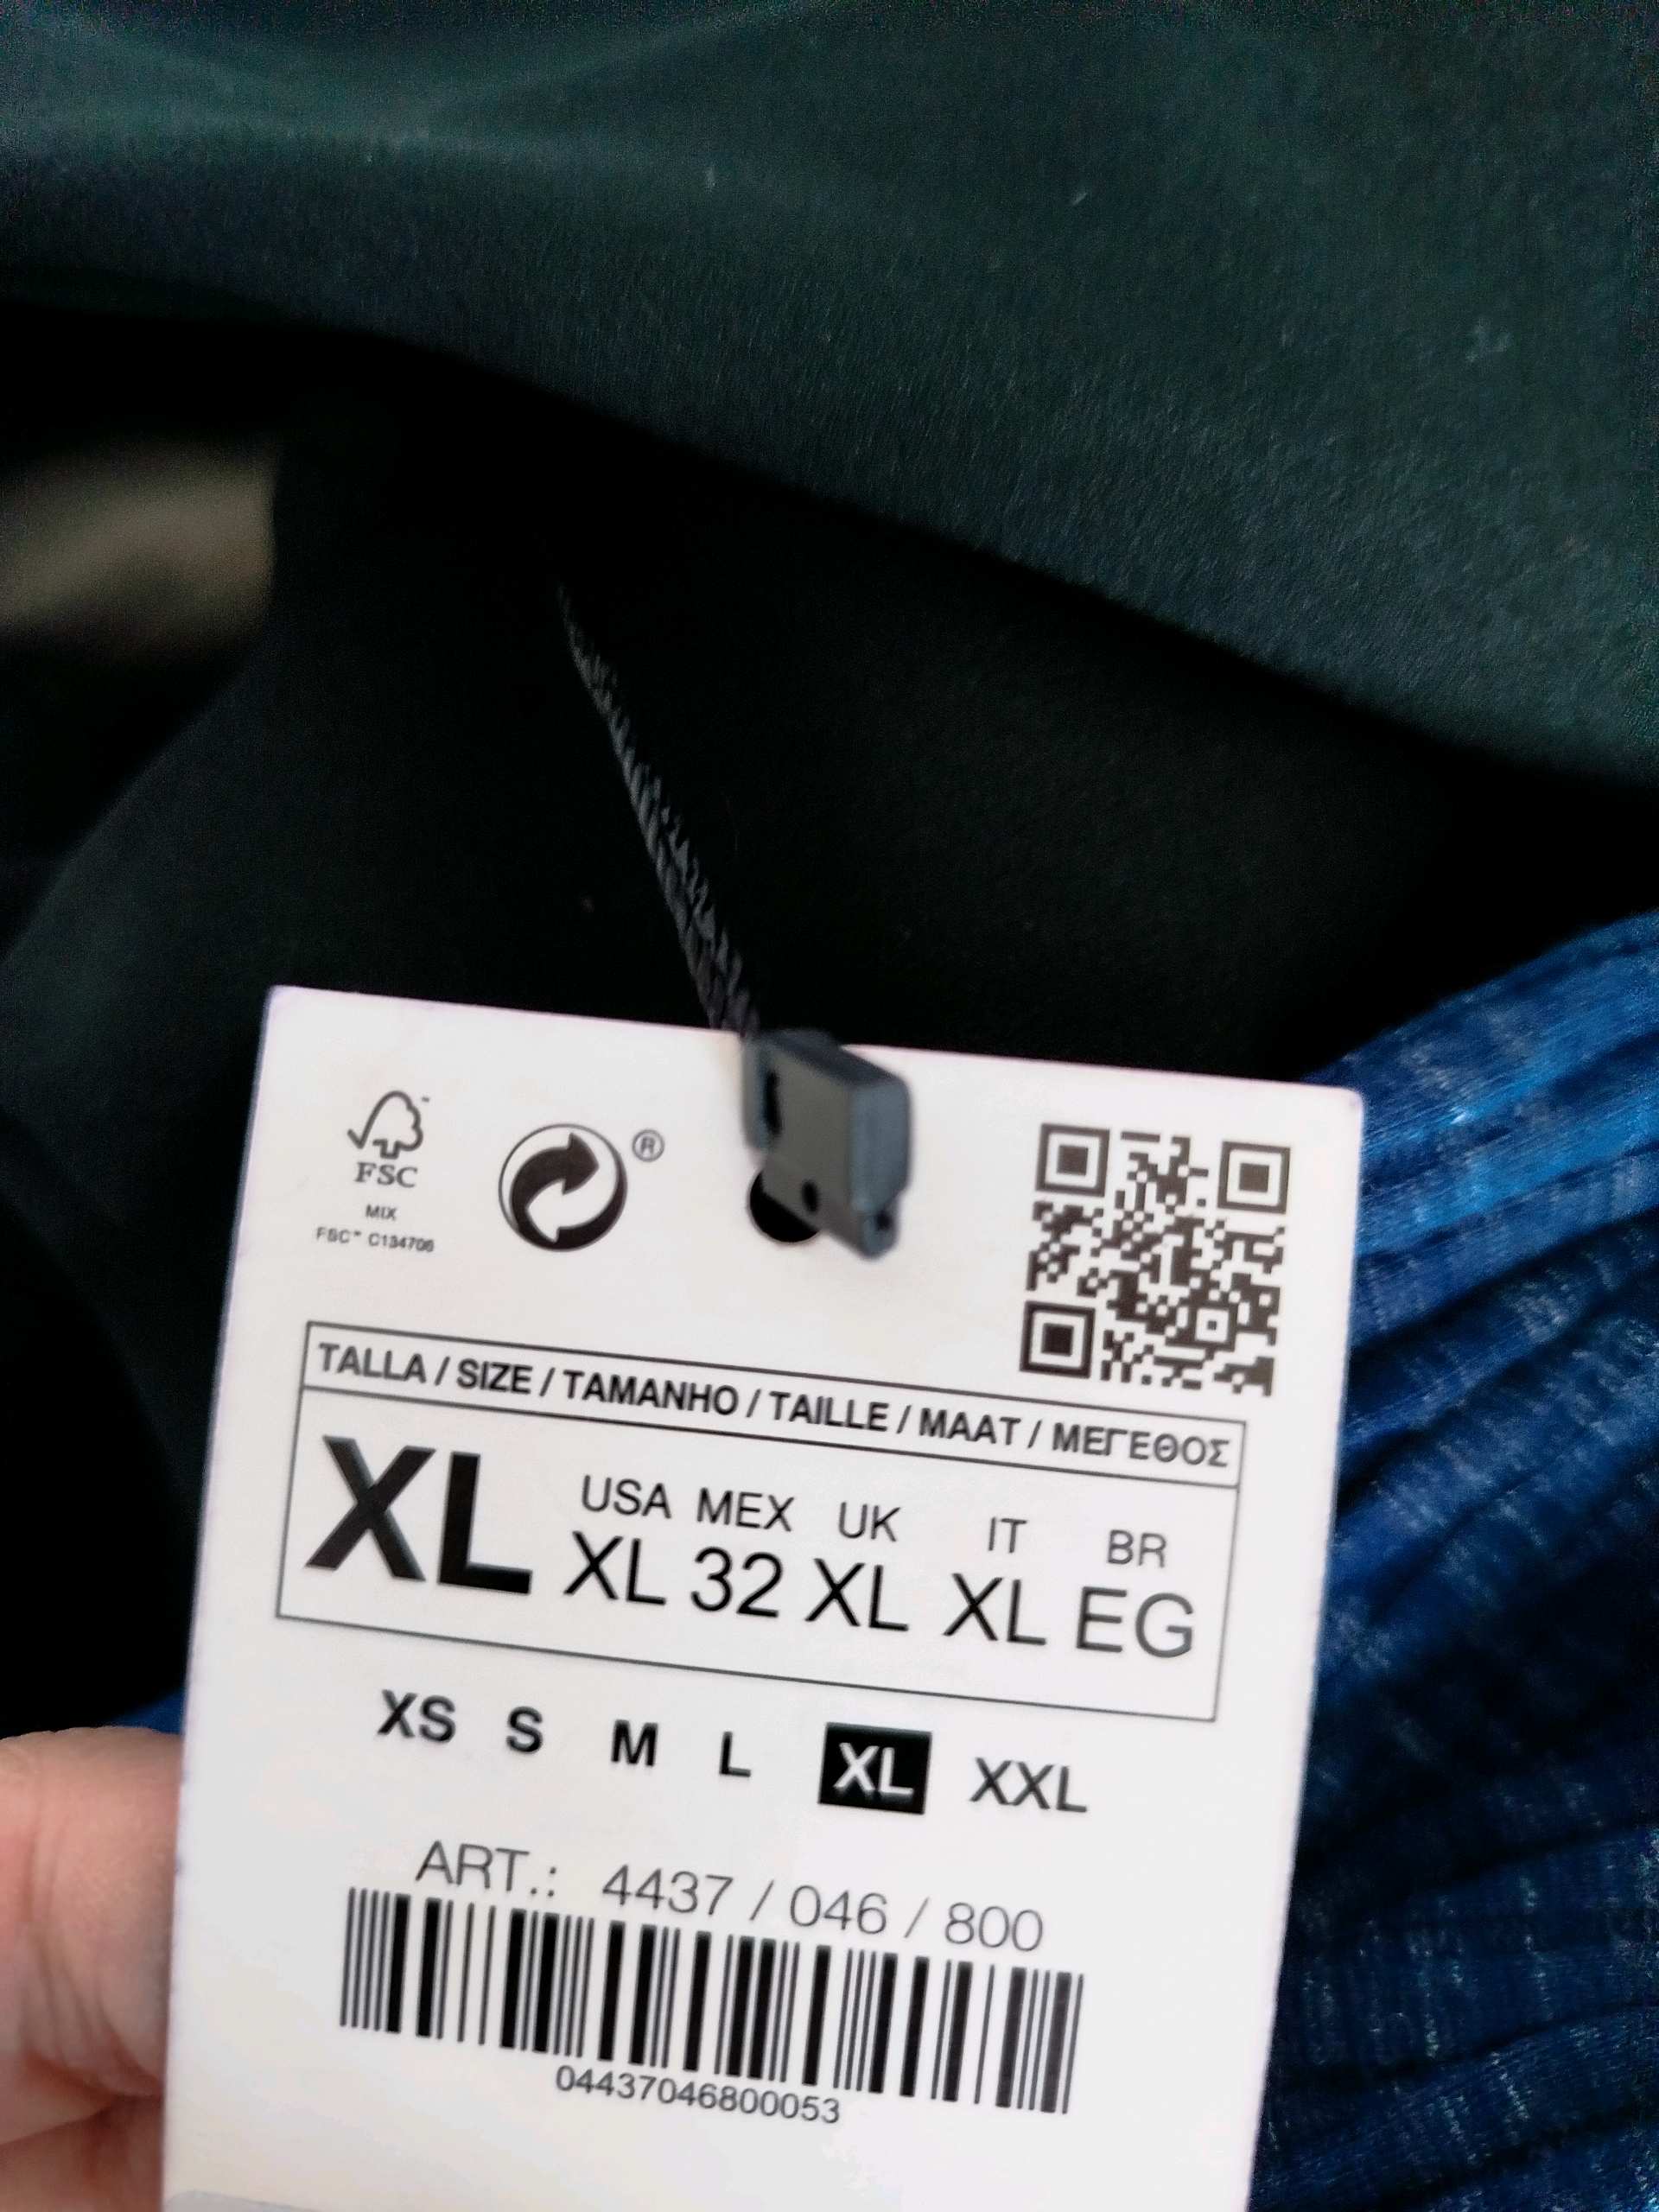 FSC™
MIX
FSC™ C134706
®
TALLA / SIZE / TAMANHO / TAILLE / MAAT / ΜΕΓΕΘΟΣ
XL
USA MEX UK IT BR
XL 32 XL XL EG
XS S M L XL XXL
ART.: 4437 / 046 / 800
04437046800053